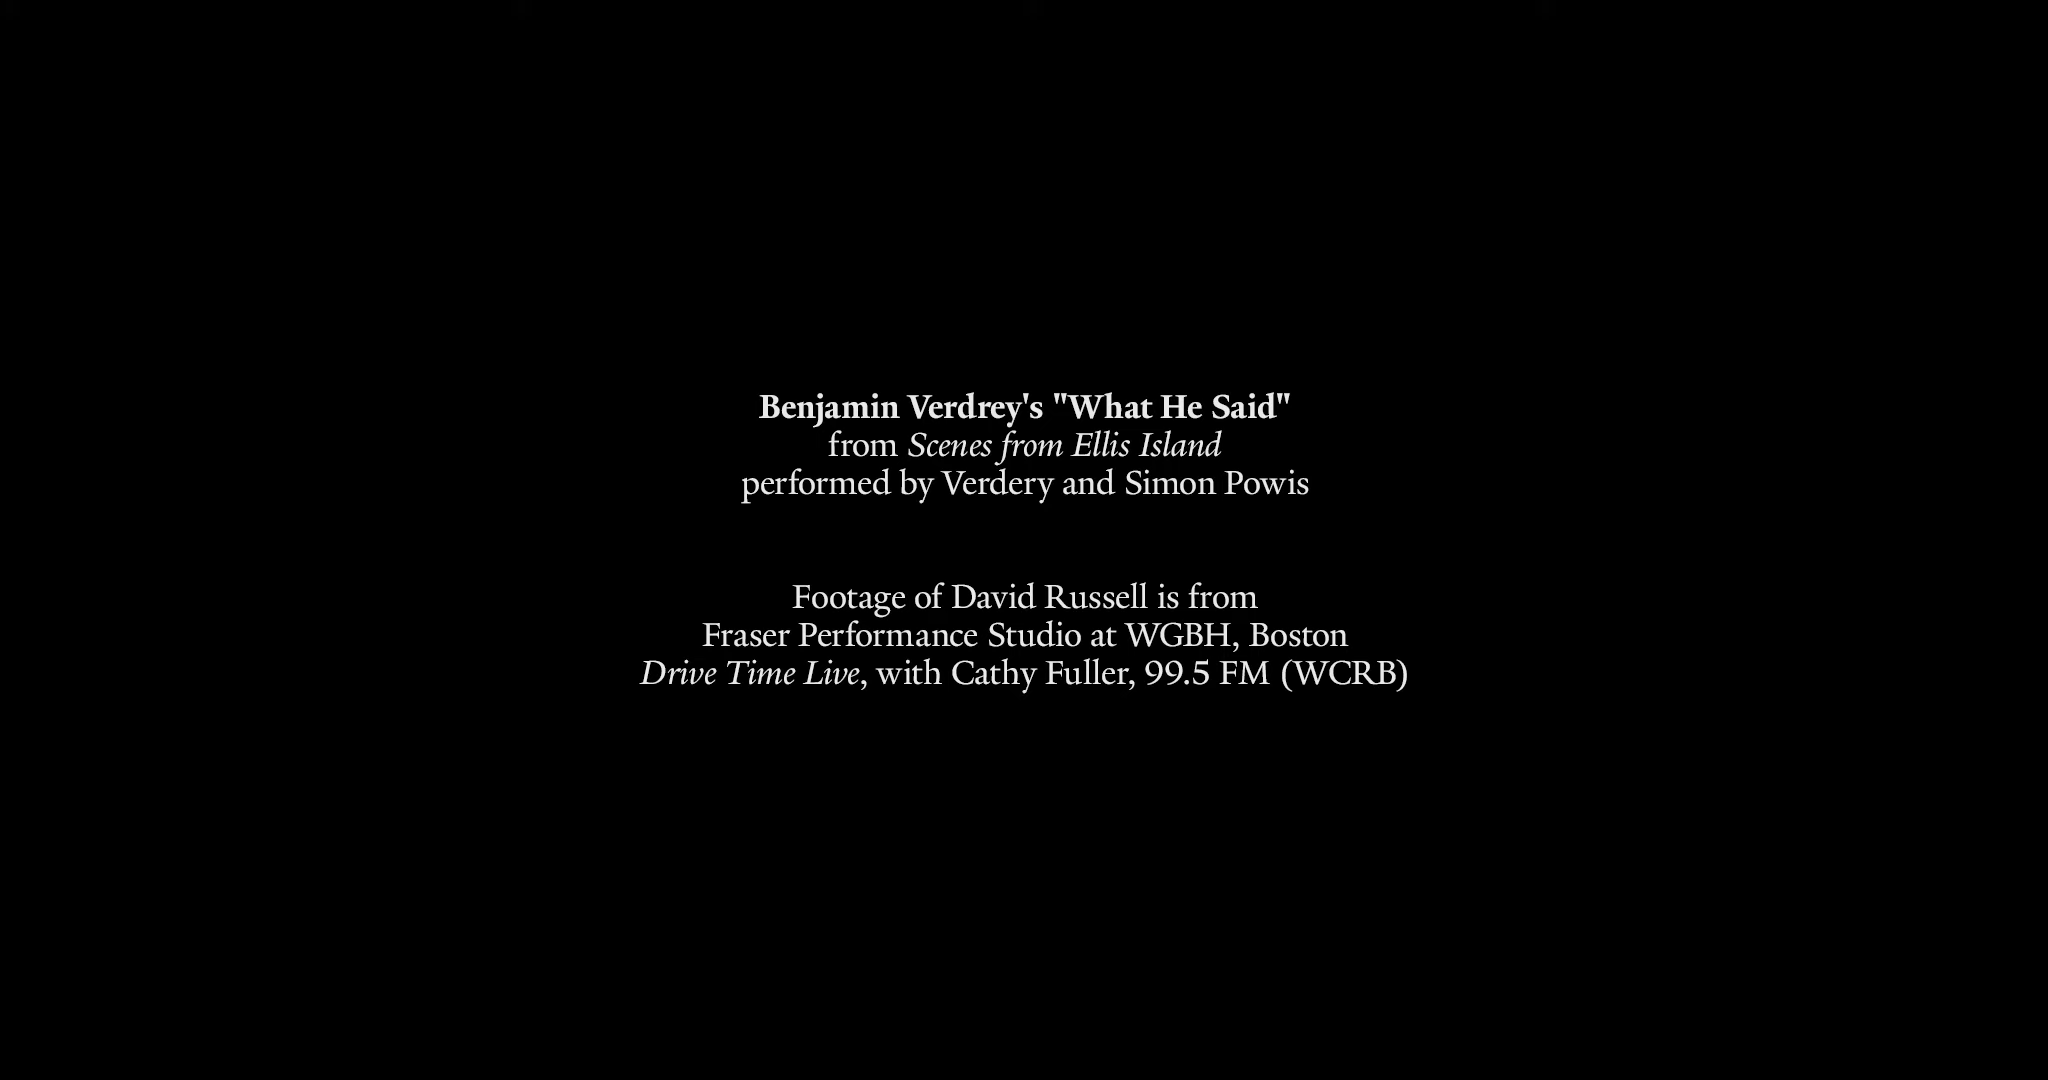 Benjamin Verdrey's "What He Said"
from Scenes from Ellis Island
performed by Verdery and Simon Powis
Footage of David Russell is from
Fraser Performance Studio at WGBH, Boston
Drive Time Live, with Cathy Fuller, 99.5 FM (WCRB)